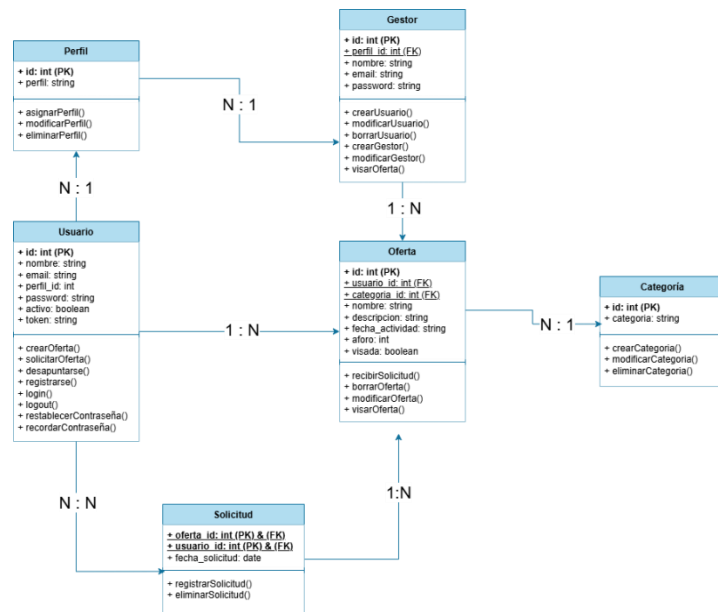 Gestor
+ id: int (PK)
+ perfil_id: int (FK)
+ nombre: string
+ email: string
+ password: string
+ crearUsuario()
+ modificarUsuario()
+ borrarUsuario()
+ crearGestor()
+ modificarGestor()
+ visarOferta()
Perfil
+ id: int (PK)
+ perfil: string
+ asignarPerfil()
+ modificarPerfil()
+ eliminarPerfil()
N : 1
N : 1
1 : N
Usuario
+ id: int (PK)
+ nombre: string
+ email: string
+ perfil_id: int
+ password: string
+ activo: boolean
+ token: string
+ crearOferta()
+ solicitarOferta()
+ desapuntarse()
+ registrarse()
+ login()
+ logout()
+ restablecerContraseña()
+ recordarContraseña()
1 : N
Oferta
+ id: int (PK)
+ usuario_id: int (FK)
+ categoria_id: int (FK)
+ nombre: string
+ descripcion: string
+ fecha_actividad: string
+ aforo: int
+ visada: boolean
+ recibirSolicitud()
+ borrarOferta()
+ modificarOferta()
+ visarOferta()
N : 1
Categoría
+ id: int (PK)
+ categoria: string
+ crearCategoria()
+ modificarCategoria()
+ eliminarCategoria()
N : N
1:N
Solicitud
+ oferta_id: int (PK) & (FK)
+ usuario_id: int (PK) & (FK)
+ fecha_solicitud: date
+ registrarSolicitud()
+ eliminarSolicitud()